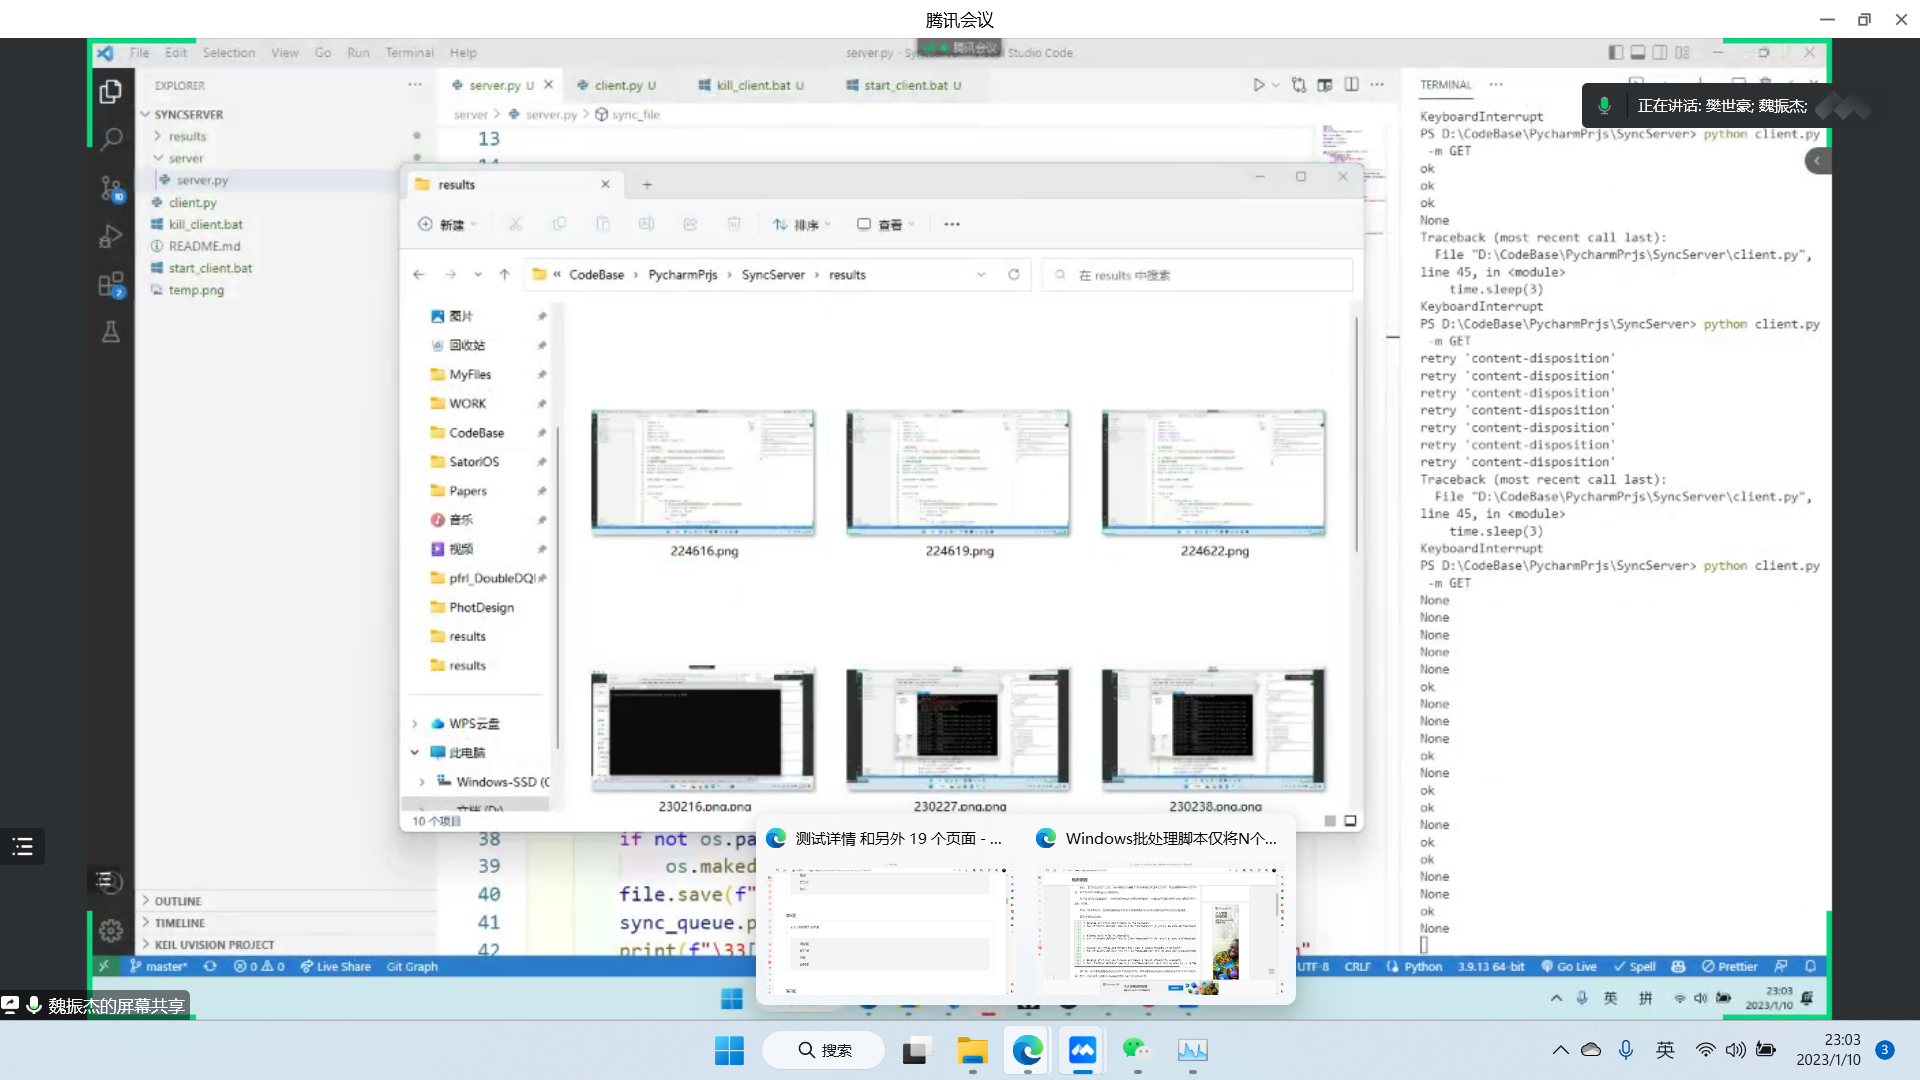 腾讯会议
File Edit Selection View Go Run Terminal Help
server.py - Sy
Studio Code
腾讯会议
EXPLORER
SYNCSERVER
results
server
server.py
client.py
kill_client.bat
README.md
start_client.bat
temp.png
OUTLINE
TIMELINE
KEIL UVISION PROJECT
server.py U
client.py U
kill_client.bat U
start_client.bat U
server > server.py > sync_file
13
results
新建
排序
查看
CodeBase > PycharmPrjs > SyncServer > results
在 results 中搜索
图片
回收站
MyFiles
WORK
CodeBase
SatoriOS
Papers
音乐
视频
pfrl_DoubleDQI
PhotDesign
results
results
WPS云盘
此电脑
Windows-SSD (C
文档 (D:)
10 个项目
224616.png
224619.png
224622.png
230216.png.png
230227.png.png
230238.png.png
38 if not os.pa
39 os.maked
40 file.save(f"
41 sync_queue.p
42 print(f"\33[
测试详情 和另外 19 个页面 - ...
Windows批处理脚本仅将N个...
TERMINAL
正在讲话: 樊世豪; 魏振杰;
KeyboardInterrupt
PS D:\CodeBase\PycharmPrjs\SyncServer> python client.py
-m GET
ok
ok
ok
None
Traceback (most recent call last):
File "D:\CodeBase\PycharmPrjs\SyncServer\client.py",
line 45, in <module>
time.sleep(3)
KeyboardInterrupt
PS D:\CodeBase\PycharmPrjs\SyncServer> python client.py
-m GET
retry 'content-disposition'
retry 'content-disposition'
retry 'content-disposition'
retry 'content-disposition'
retry 'content-disposition'
retry 'content-disposition'
retry 'content-disposition'
Traceback (most recent call last):
File "D:\CodeBase\PycharmPrjs\SyncServer\client.py",
line 45, in <module>
time.sleep(3)
KeyboardInterrupt
PS D:\CodeBase\PycharmPrjs\SyncServer> python client.py
-m GET
None
None
None
None
None
ok
None
None
None
ok
None
ok
ok
None
ok
ok
None
None
ok
None
master*
0 0
Live Share
Git Graph
UTF-8
CRLF
Python
3.9.13 64-bit
Go Live
Spell
Prettier
英 拼
23:03
2023/1/10
魏振杰的屏幕共享
搜索
英
23:03
2023/1/10
3